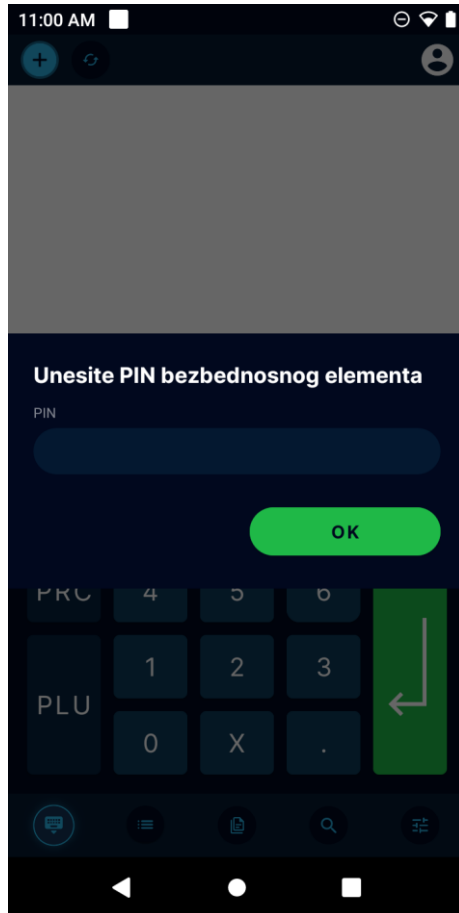 11:00 AM
Unesite PIN bezbednosnog elementa
PIN
OK
PRC 4 5 6
1 2 3
PLU
0 X .